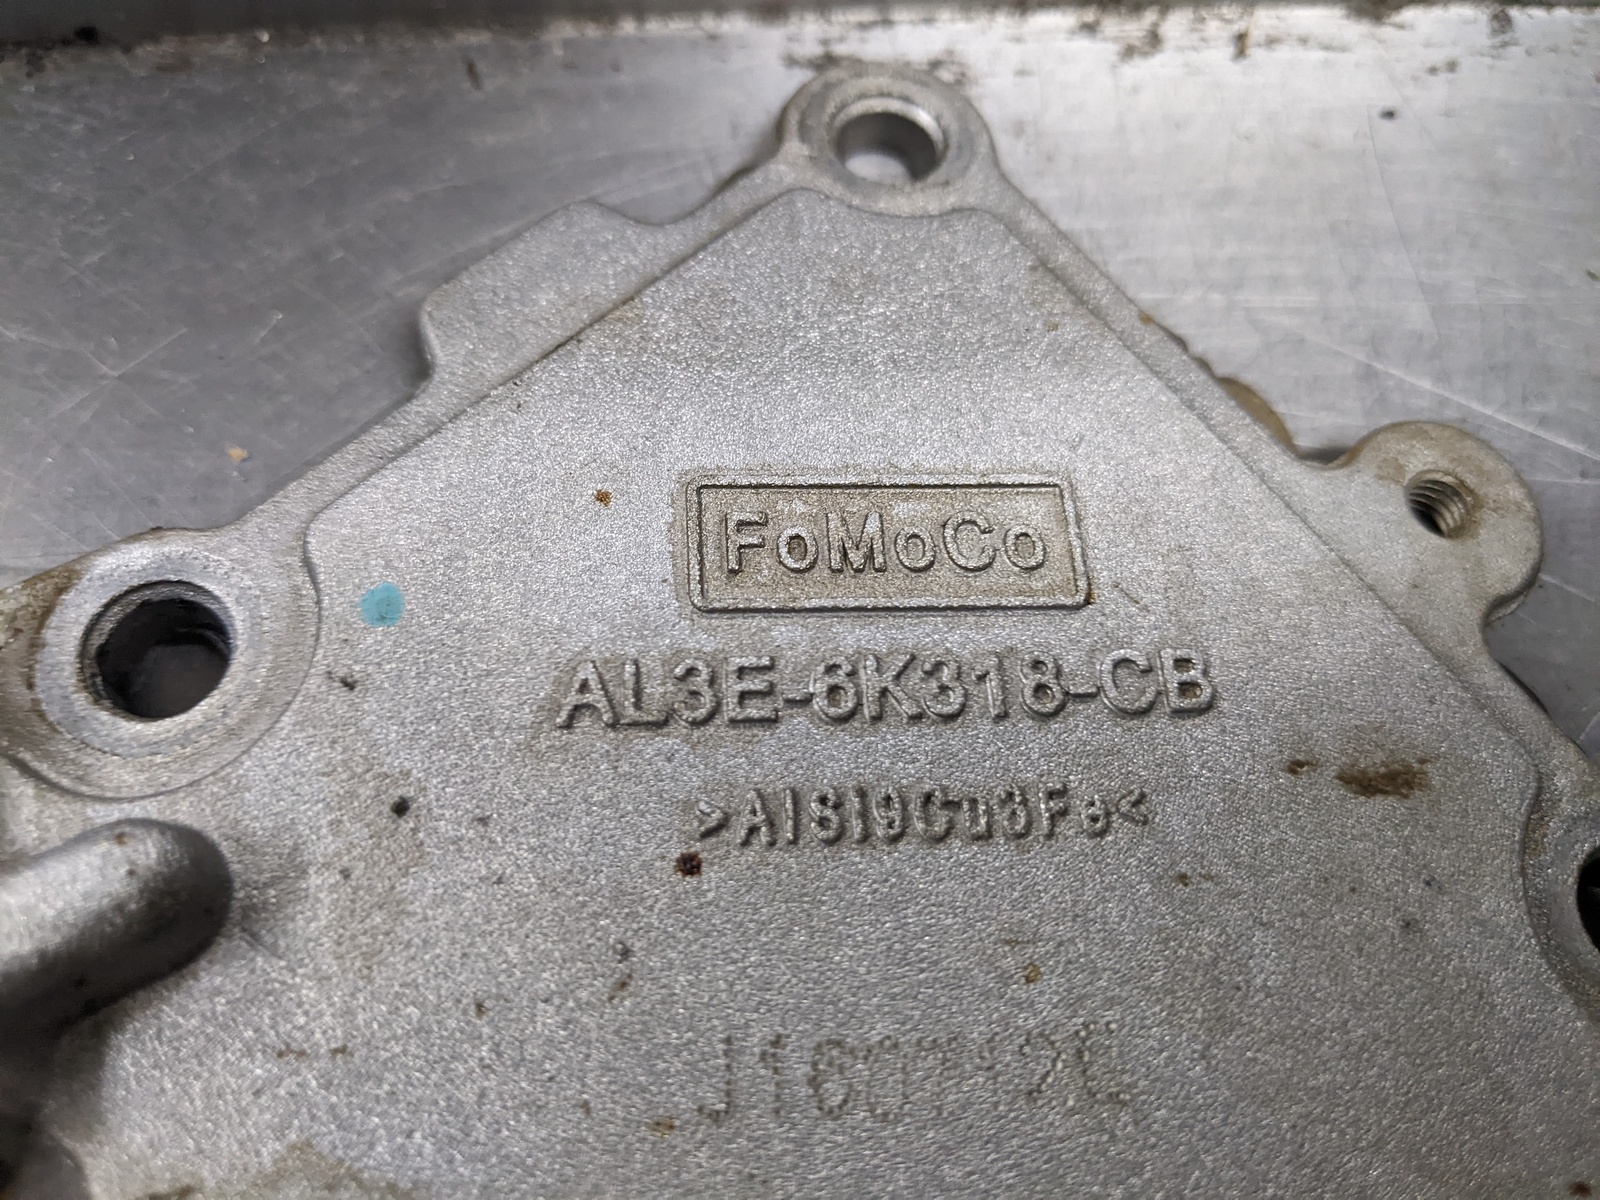 FoMoCo
AL3E-6K318-CB
>AlSi9Cu3Fe<